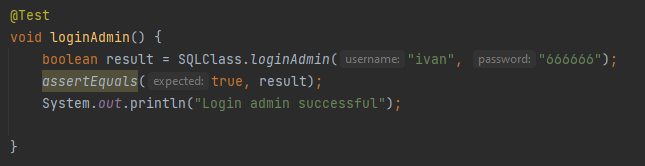 @Test
void loginAdmin() {
boolean result = SQLClass.loginAdmin( username: "ivan", password: "666666");
assertEquals( expected: true, result);
System.out.println("Login admin successful");
}